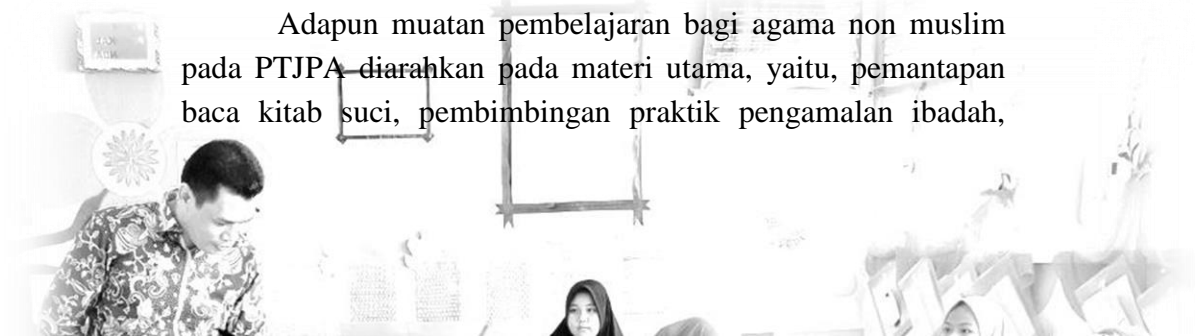 Adapun muatan pembelajaran bagi agama non muslim
pada PTJPA diarahkan pada materi utama, yaitu, pemantapan
baca kitab suci, pembimbingan praktik pengamalan ibadah,